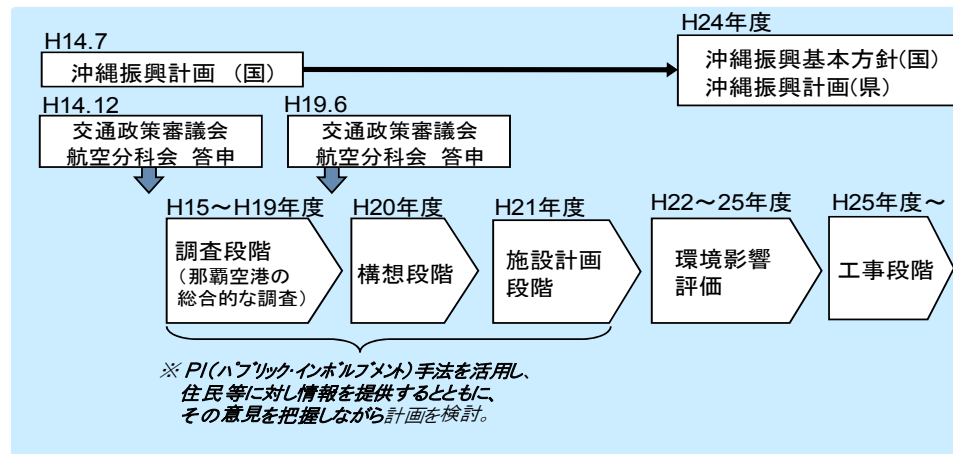 H14.7
沖縄振興計画 (国)
H24年度
沖縄振興基本方針(国)
沖縄振興計画(県)
H14.12
交通政策審議会
航空分科会 答申
H19.6
交通政策審議会
航空分科会 答申
H15～H19年度
調査段階
(那覇空港の
総合的な調査)
H20年度
構想段階
H21年度
施設計画
段階
H22～25年度
環境影響
評価
H25年度～
工事段階
※ PI(パブリック・インボルブメント)手法を活用し、
住民等に対し情報を提供するとともに、
その意見を把握しながら計画を検討。